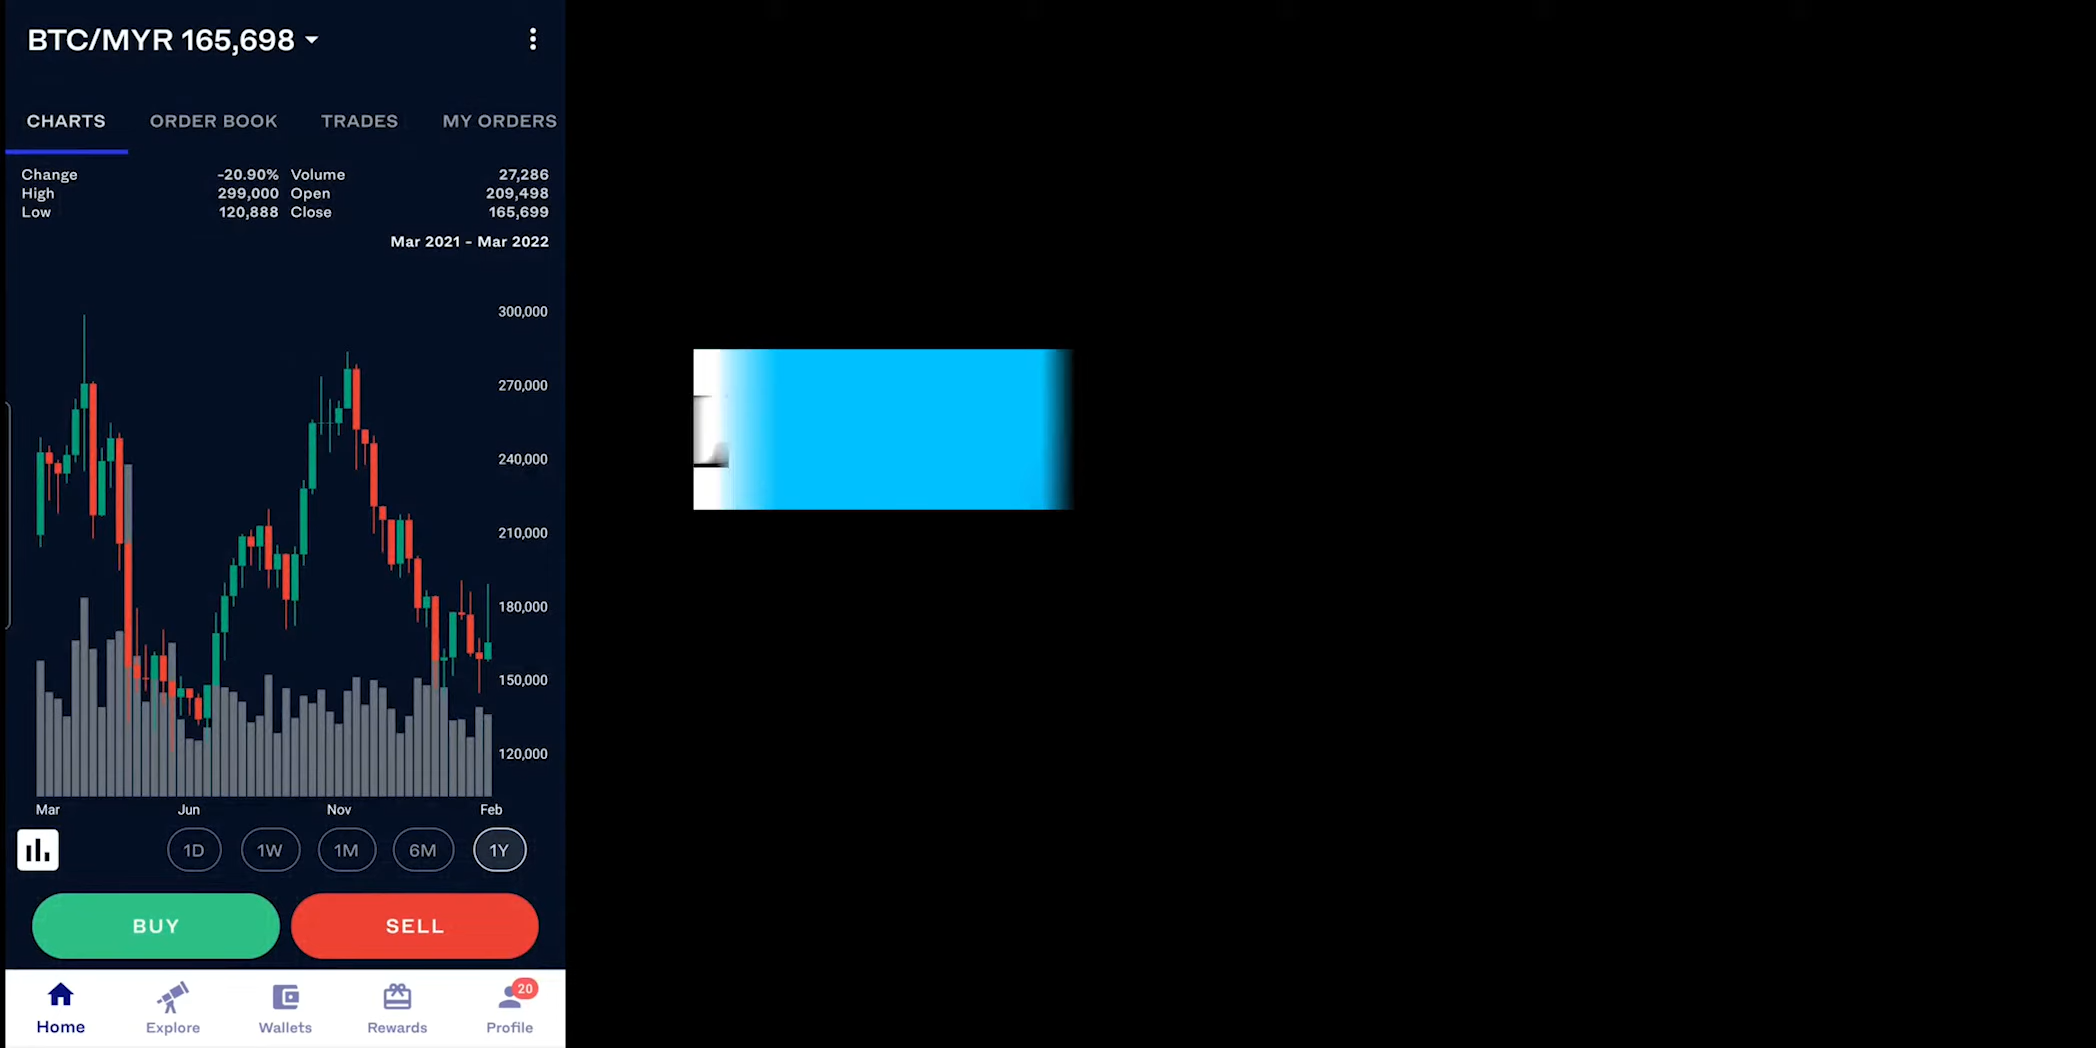 BTC/MYR 165,698
CHARTS ORDER BOOK TRADES MY ORDERS
Change -20.90% Volume 27,286
High 299,000 Open 209,498
Low 120,888 Close 165,699
Mar 2021 - Mar 2022
300,000
270,000
240,000
210,000
180,000
150,000
120,000
Mar Jun Nov Feb
1D 1W 1M 6M 1Y
BUY SELL
20
Home Explore Wallets Rewards Profile